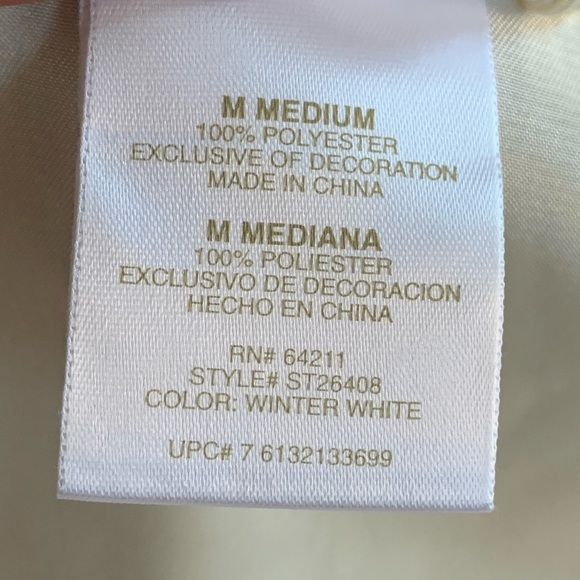 M MEDIUM
100% POLYESTER
EXCLUSIVE OF DECORATION
MADE IN CHINA
M MEDIANA
100% POLIESTER
EXCLUSIVO DE DECORACION
HECHO EN CHINA
RN# 64211
STYLE# ST26408
COLOR: WINTER WHITE
UPC# 7 6132133699